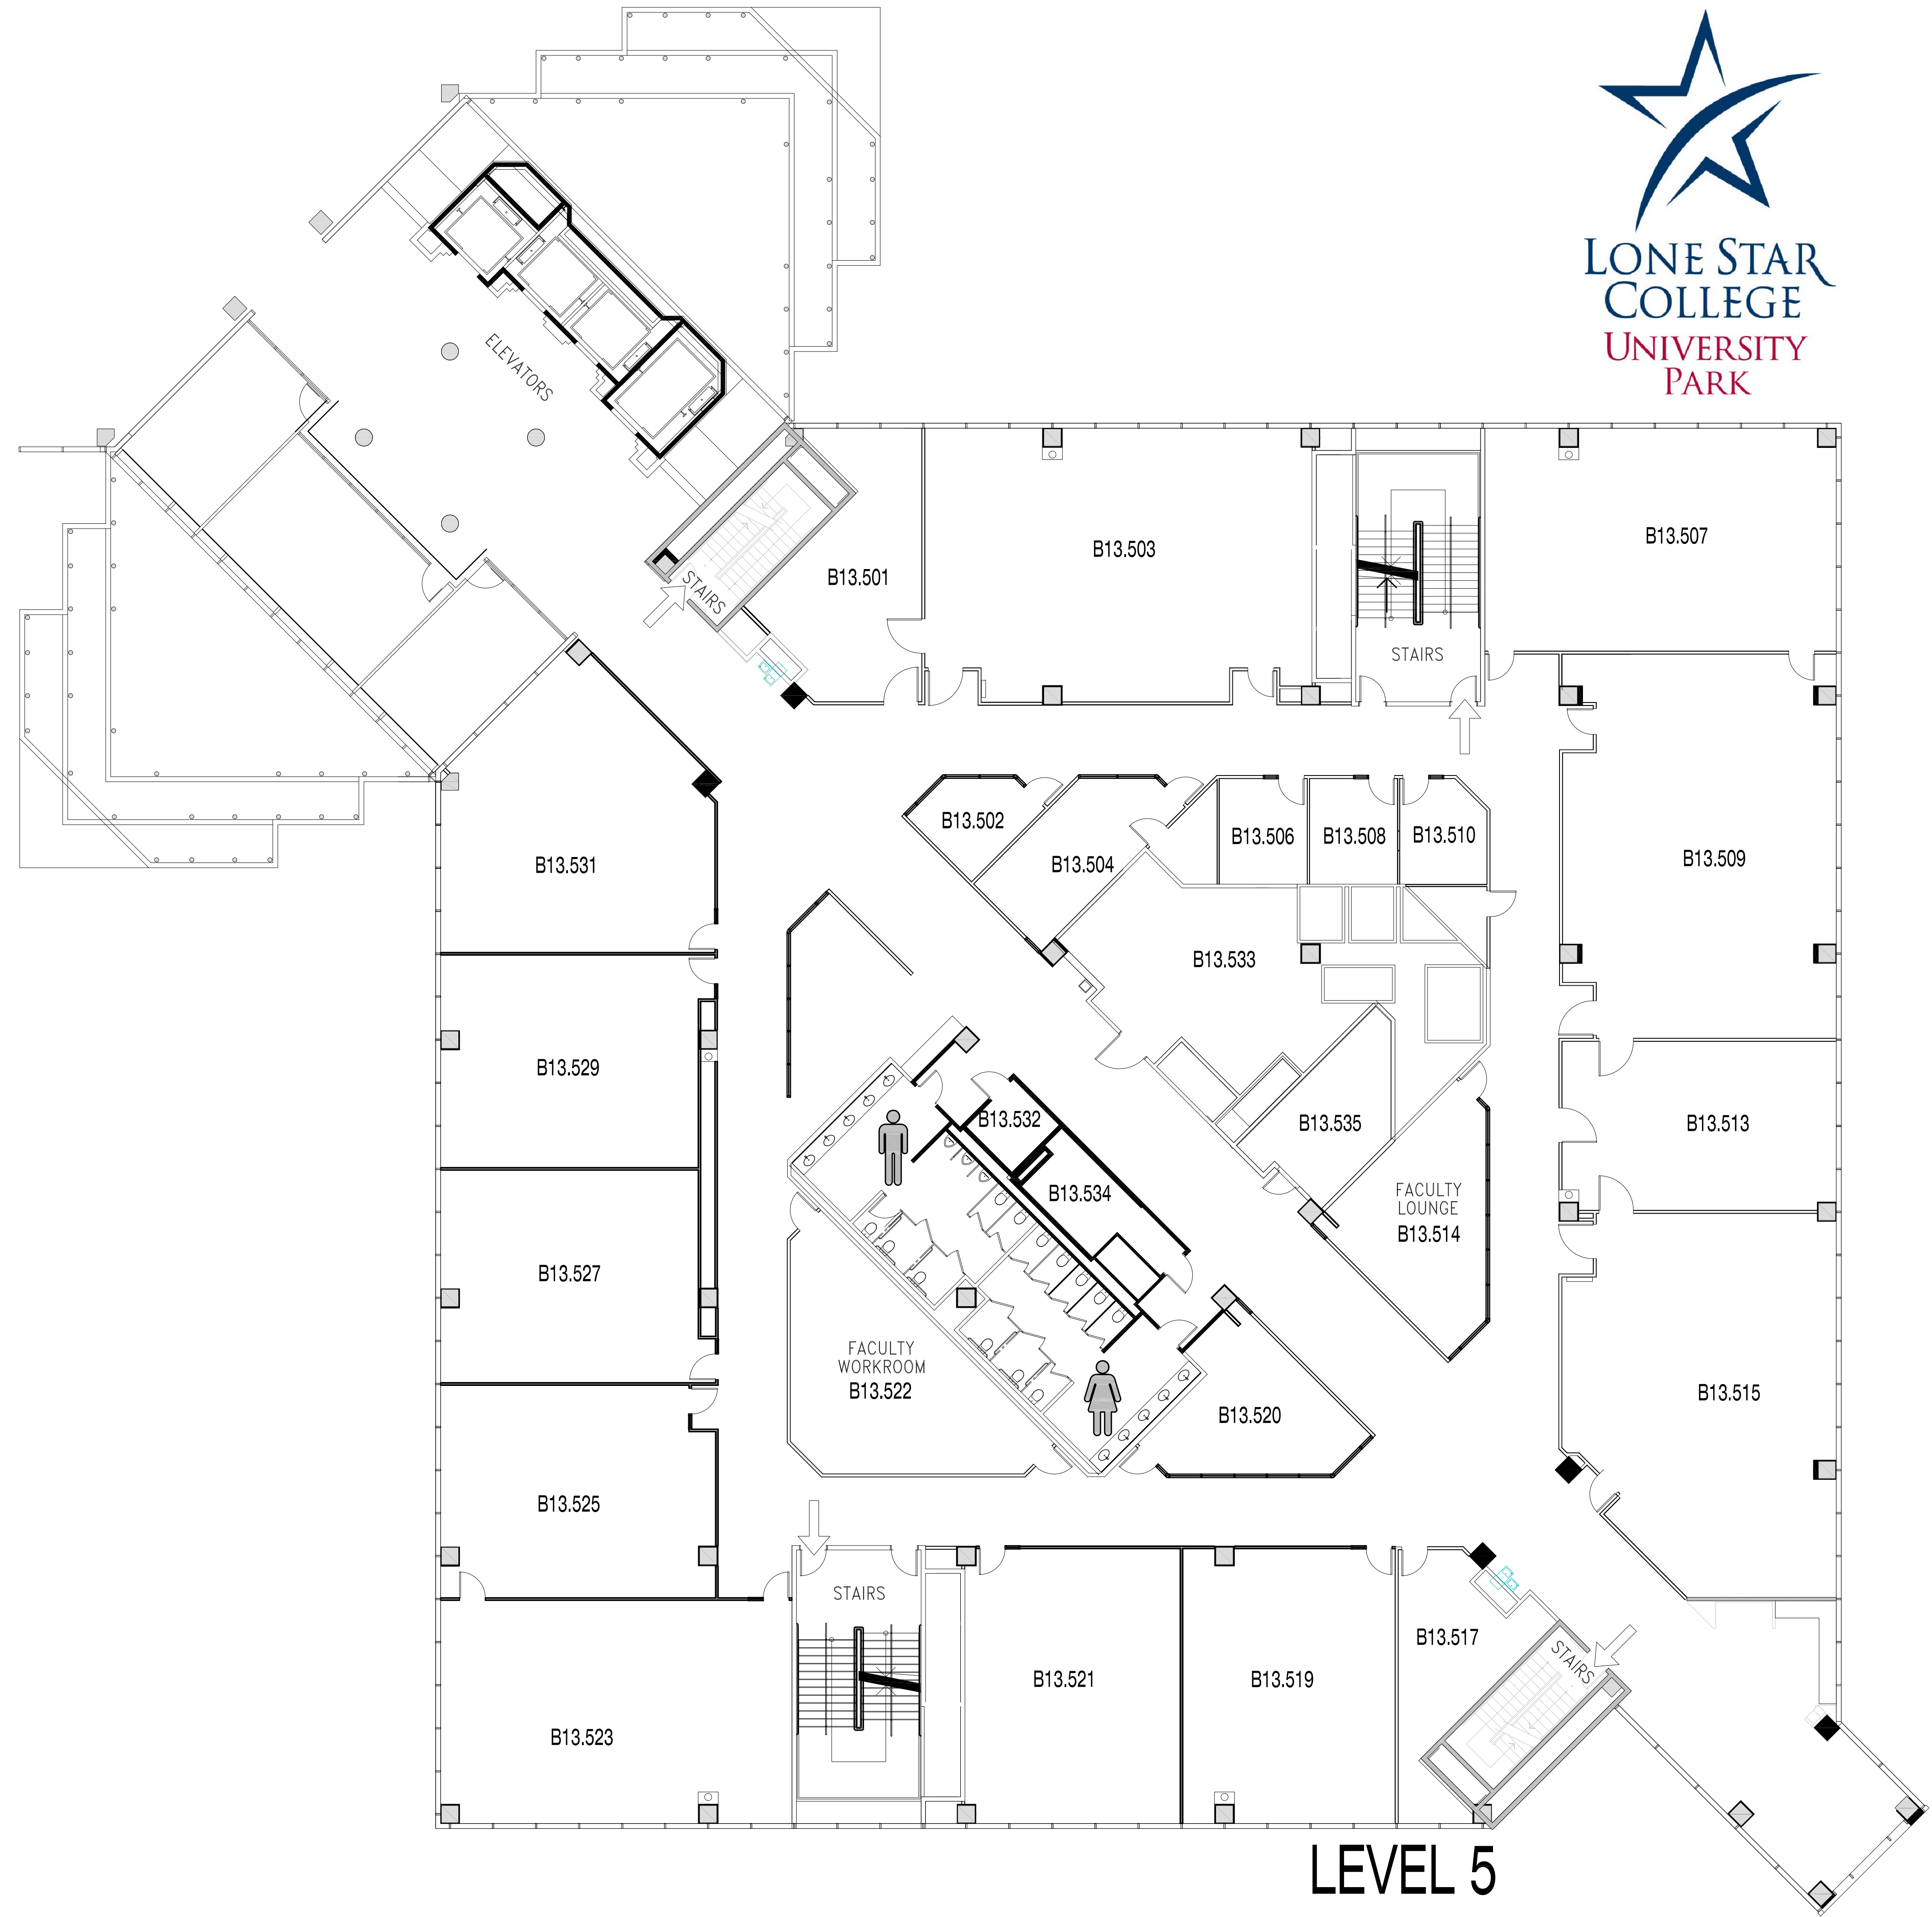 LONE STAR
COLLEGE
UNIVERSITY
PARK
ELEVATORS
STAIRS
B13.501
B13.503
STAIRS
B13.507
B13.502
B13.504
B13.506
B13.508
B13.510
B13.509
B13.531
B13.533
B13.529
B13.532
B13.535
B13.513
B13.534
FACULTY
LOUNGE
B13.514
B13.527
FACULTY
WORKROOM
B13.522
B13.520
B13.515
B13.525
STAIRS
B13.517
STAIRS
B13.521
B13.519
B13.523
LEVEL 5